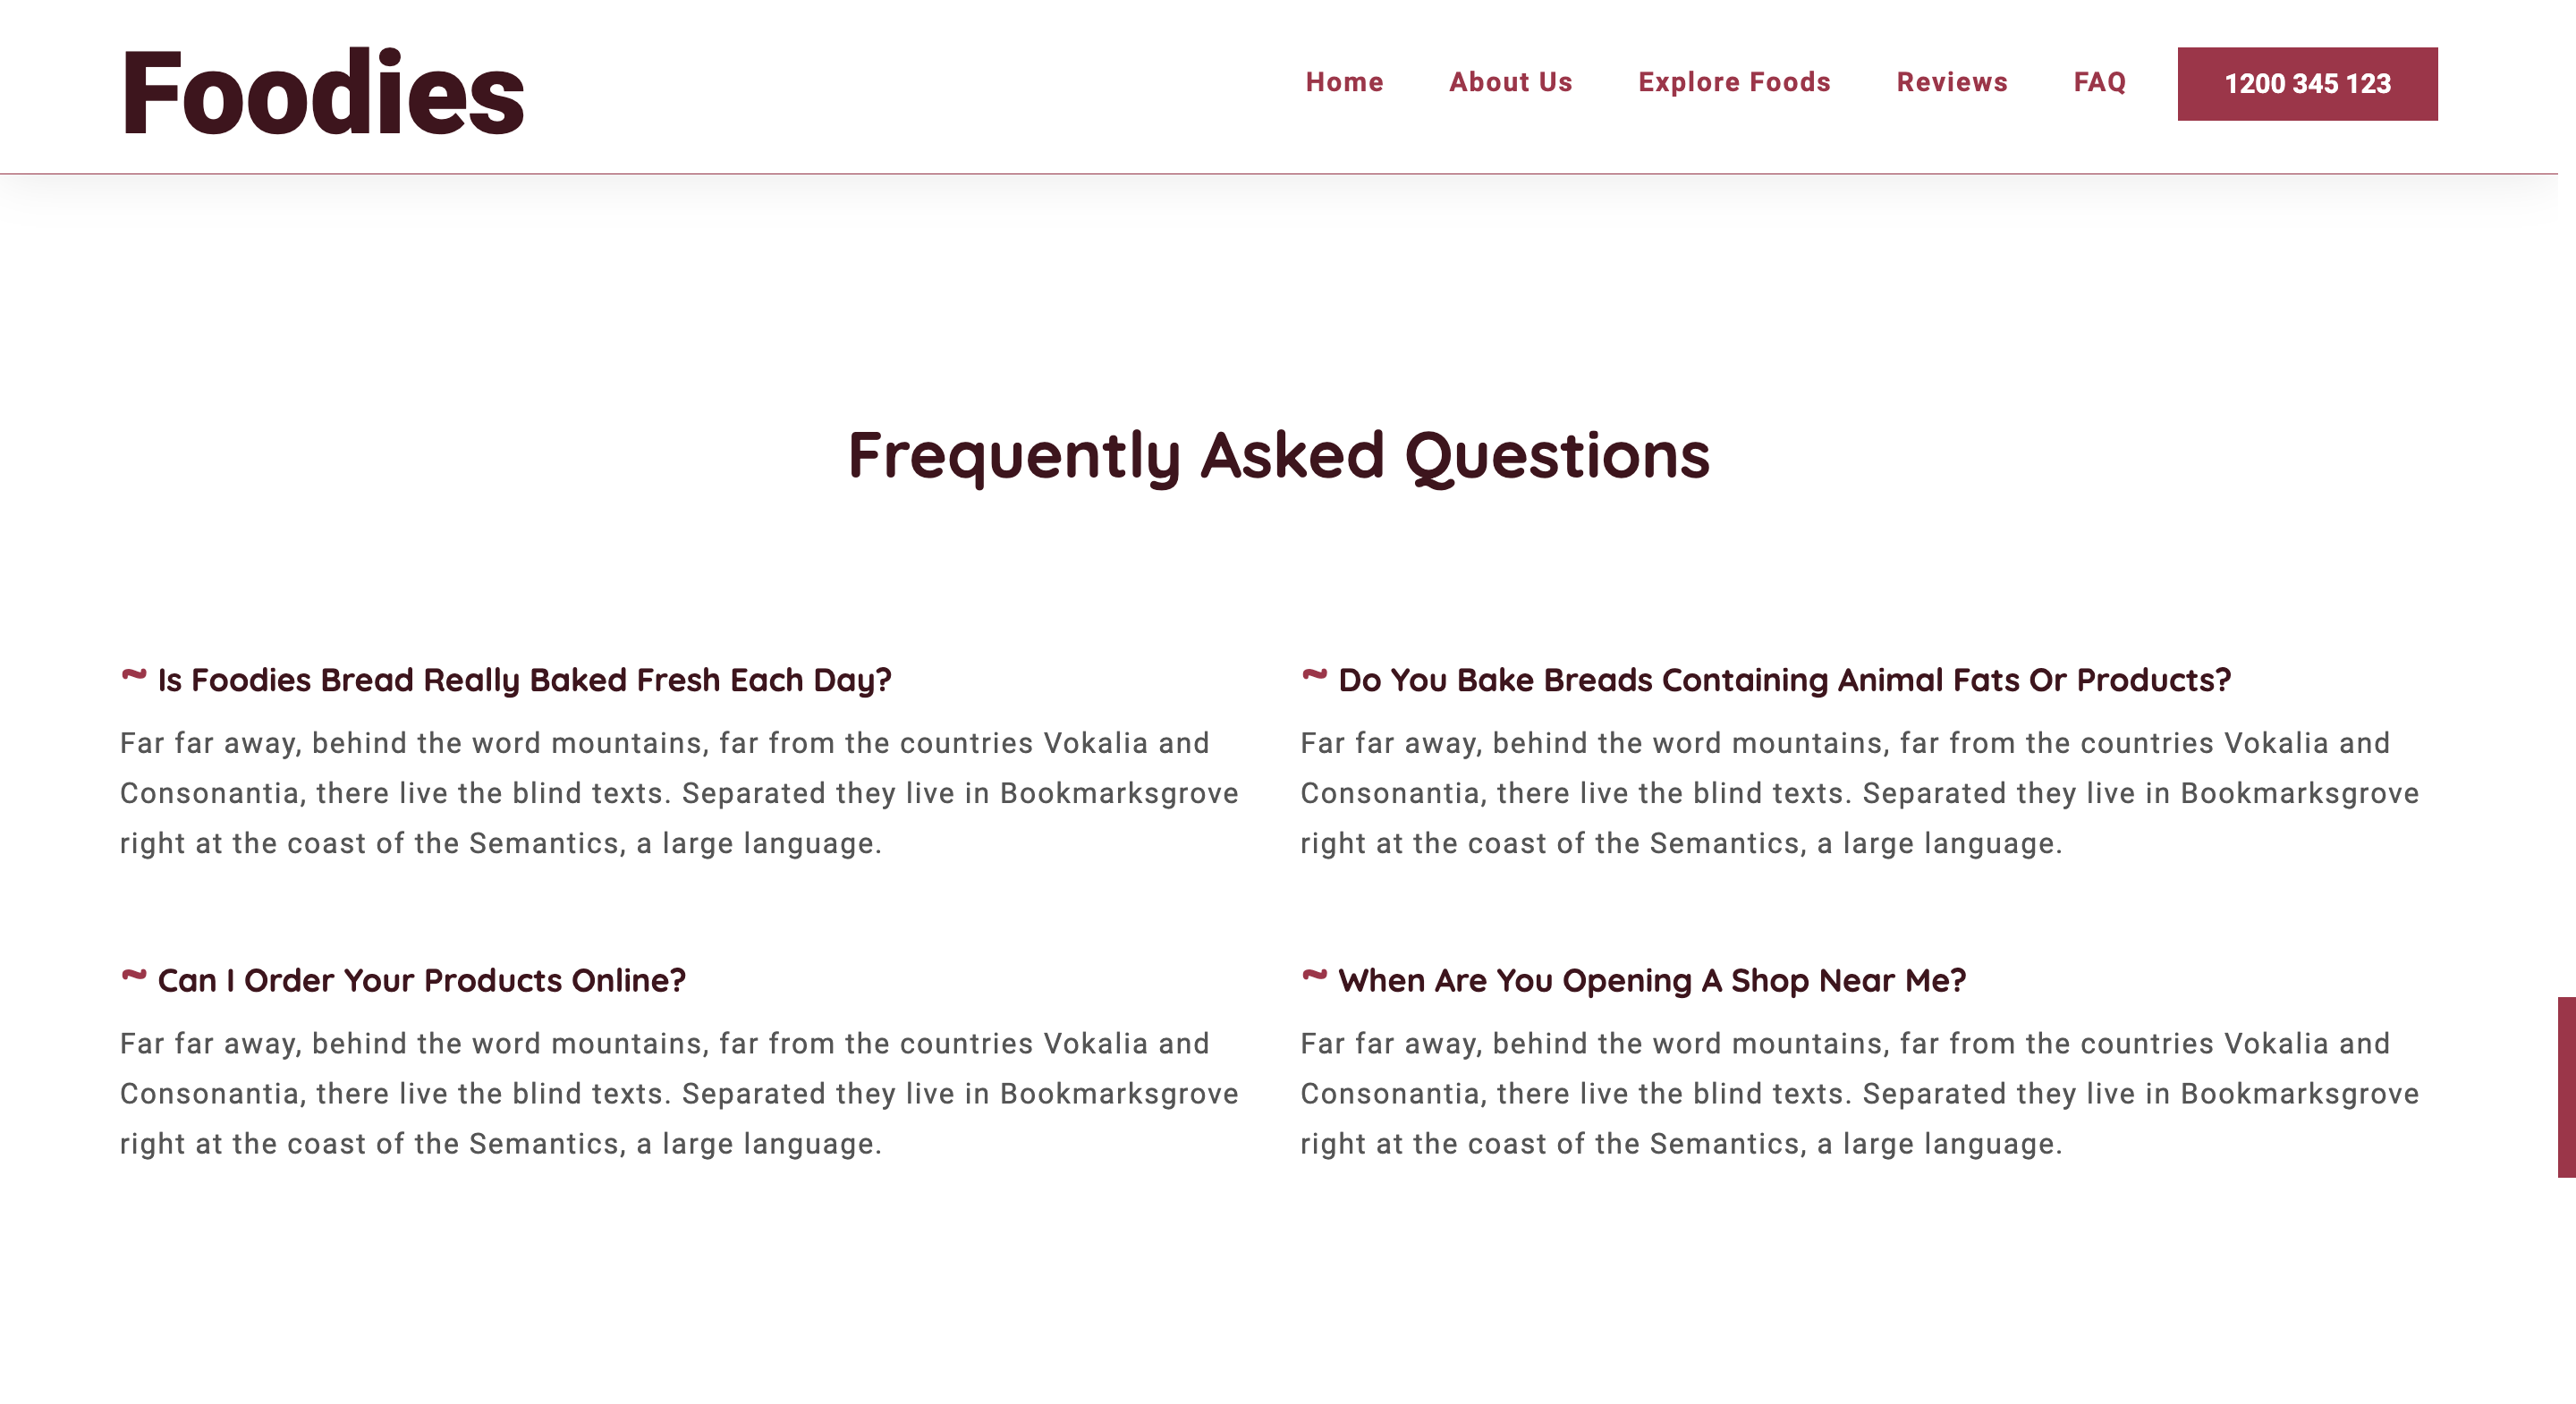 Foodies
Home About Us Explore Foods Reviews FAQ 1200 345 123
Frequently Asked Questions
~ Is Foodies Bread Really Baked Fresh Each Day?
Far far away, behind the word mountains, far from the countries Vokalia and
Consonantia, there live the blind texts. Separated they live in Bookmarksgrove
right at the coast of the Semantics, a large language.
~ Do You Bake Breads Containing Animal Fats Or Products?
Far far away, behind the word mountains, far from the countries Vokalia and
Consonantia, there live the blind texts. Separated they live in Bookmarksgrove
right at the coast of the Semantics, a large language.
~ Can I Order Your Products Online?
Far far away, behind the word mountains, far from the countries Vokalia and
Consonantia, there live the blind texts. Separated they live in Bookmarksgrove
right at the coast of the Semantics, a large language.
~ When Are You Opening A Shop Near Me?
Far far away, behind the word mountains, far from the countries Vokalia and
Consonantia, there live the blind texts. Separated they live in Bookmarksgrove
right at the coast of the Semantics, a large language.